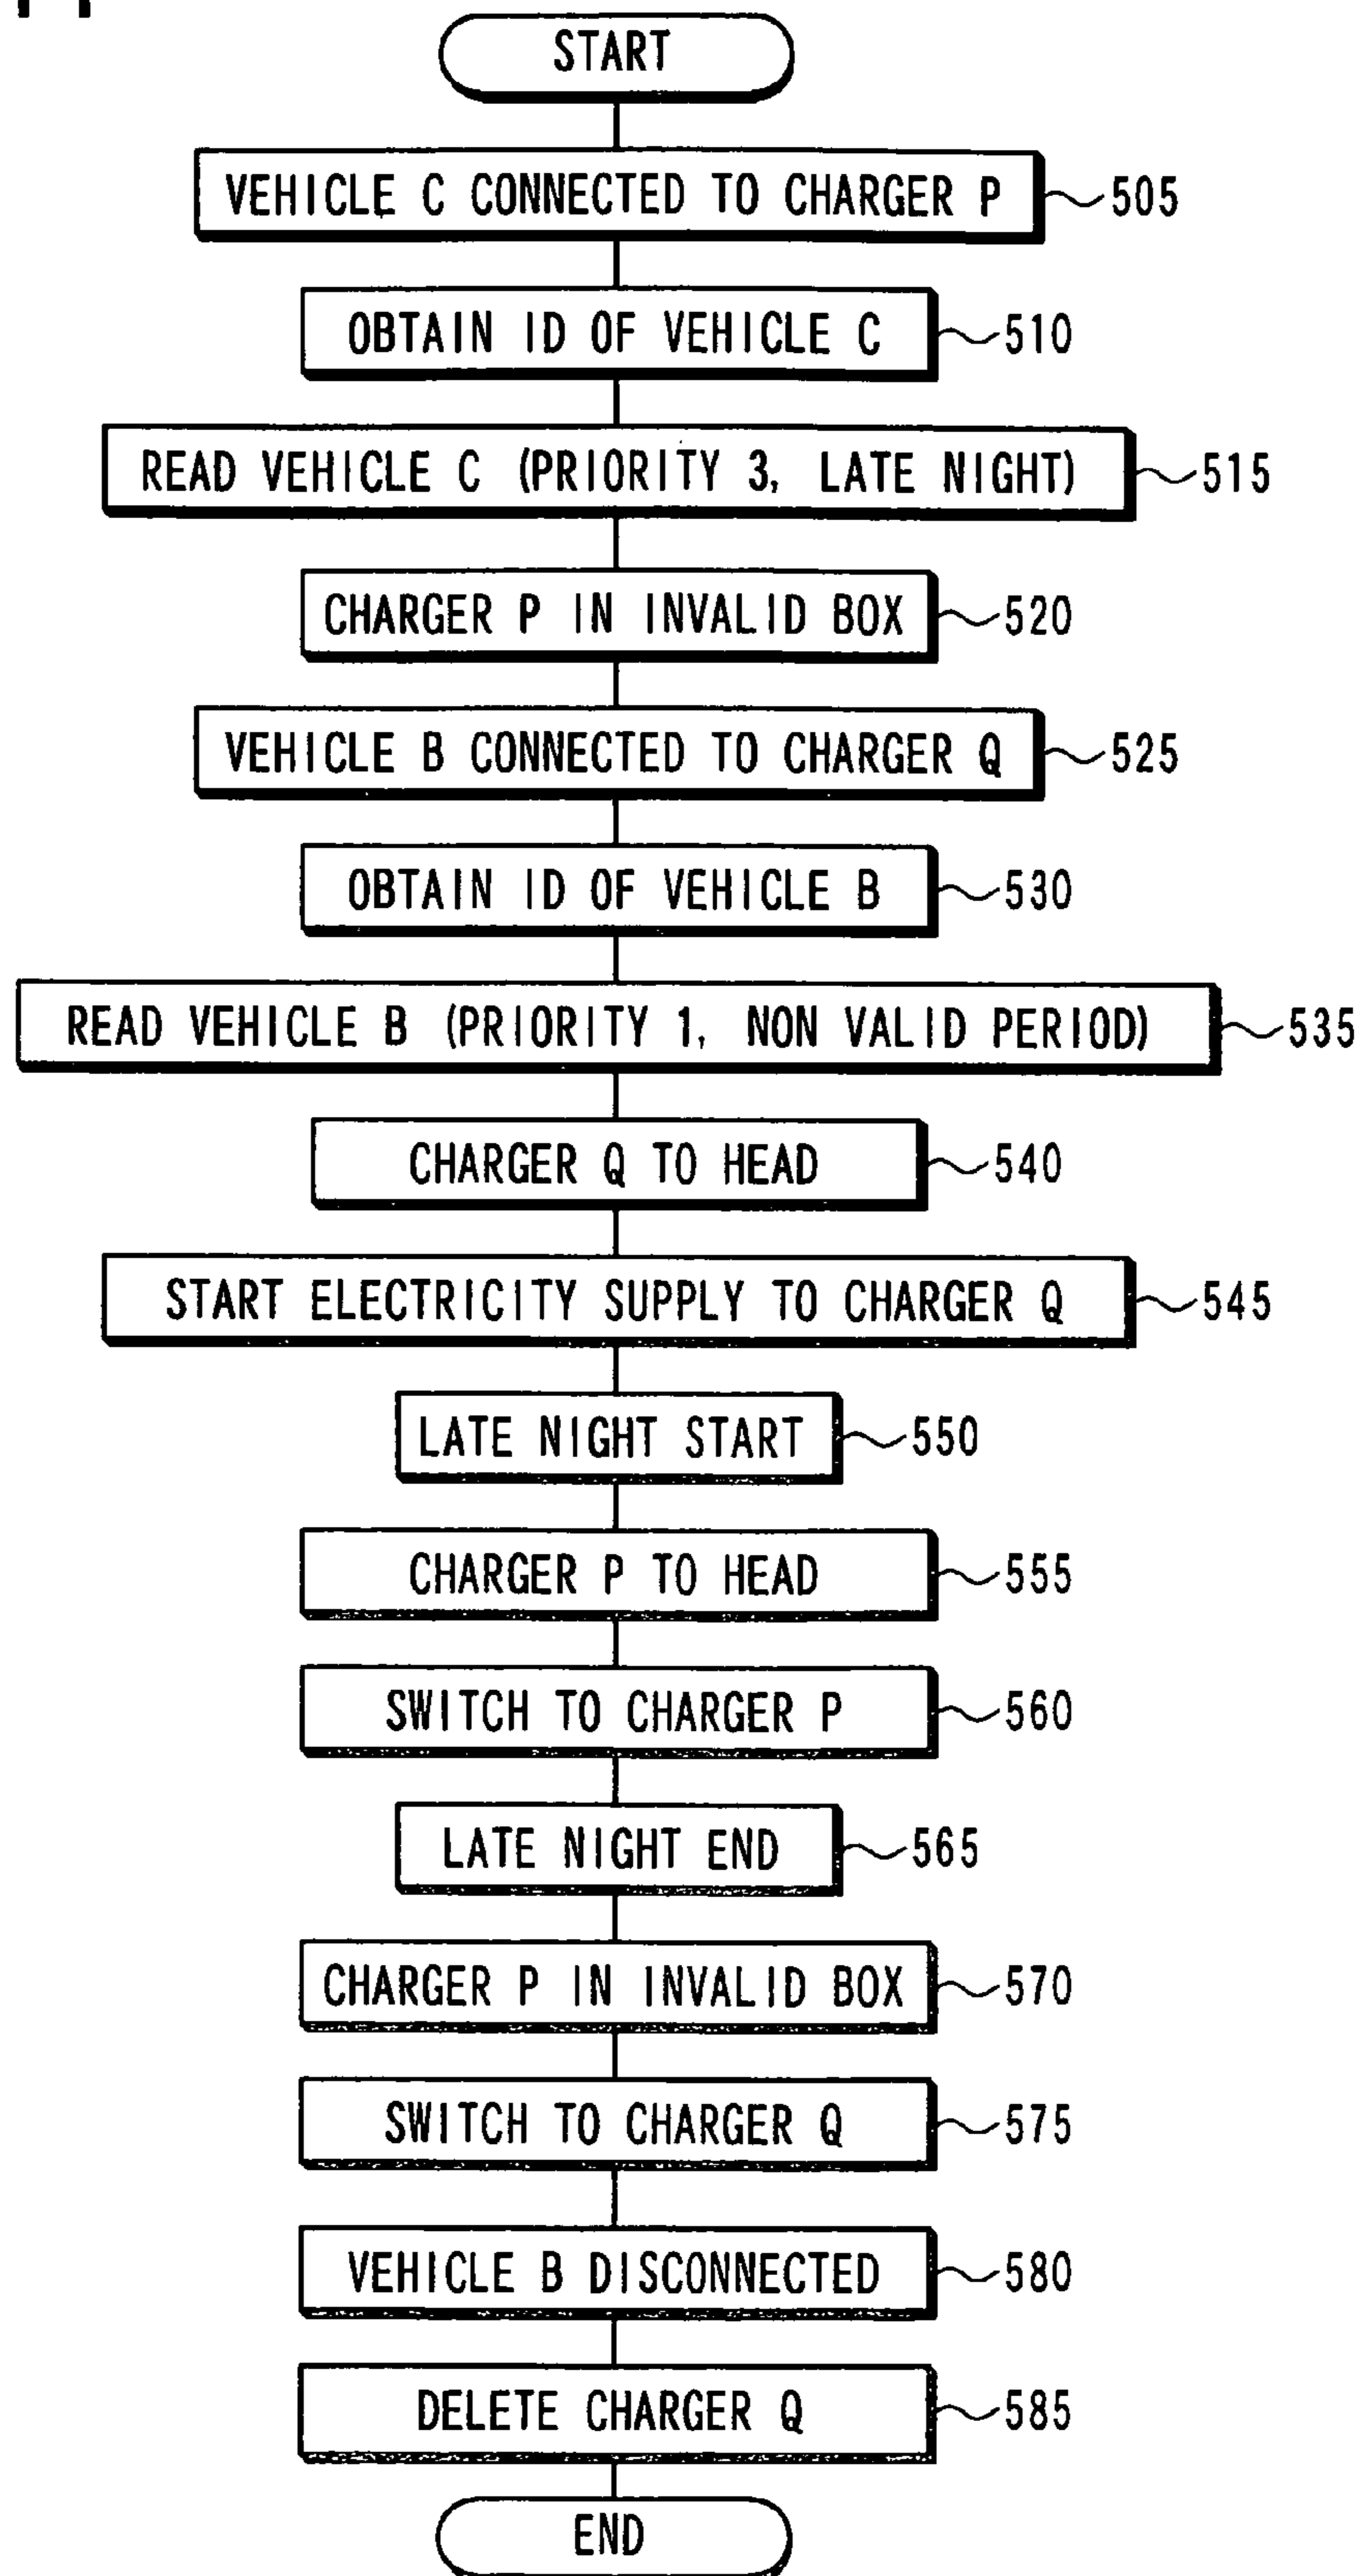 START
VEHICLE C CONNECTED TO CHARGER P 505
OBTAIN ID OF VEHICLE C 510
READ VEHICLE C (PRIORITY 3, LATE NIGHT) 515
CHARGER P IN INVALID BOX 520
VEHICLE B CONNECTED TO CHARGER Q 525
OBTAIN ID OF VEHICLE B 530
READ VEHICLE B (PRIORITY 1, NON VALID PERIOD) 535
CHARGER Q TO HEAD 540
START ELECTRICITY SUPPLY TO CHARGER Q 545
LATE NIGHT START 550
CHARGER P TO HEAD 555
SWITCH TO CHARGER P 560
LATE NIGHT END 565
CHARGER P IN INVALID BOX 570
SWITCH TO CHARGER Q 575
VEHICLE B DISCONNECTED 580
DELETE CHARGER Q 585
END